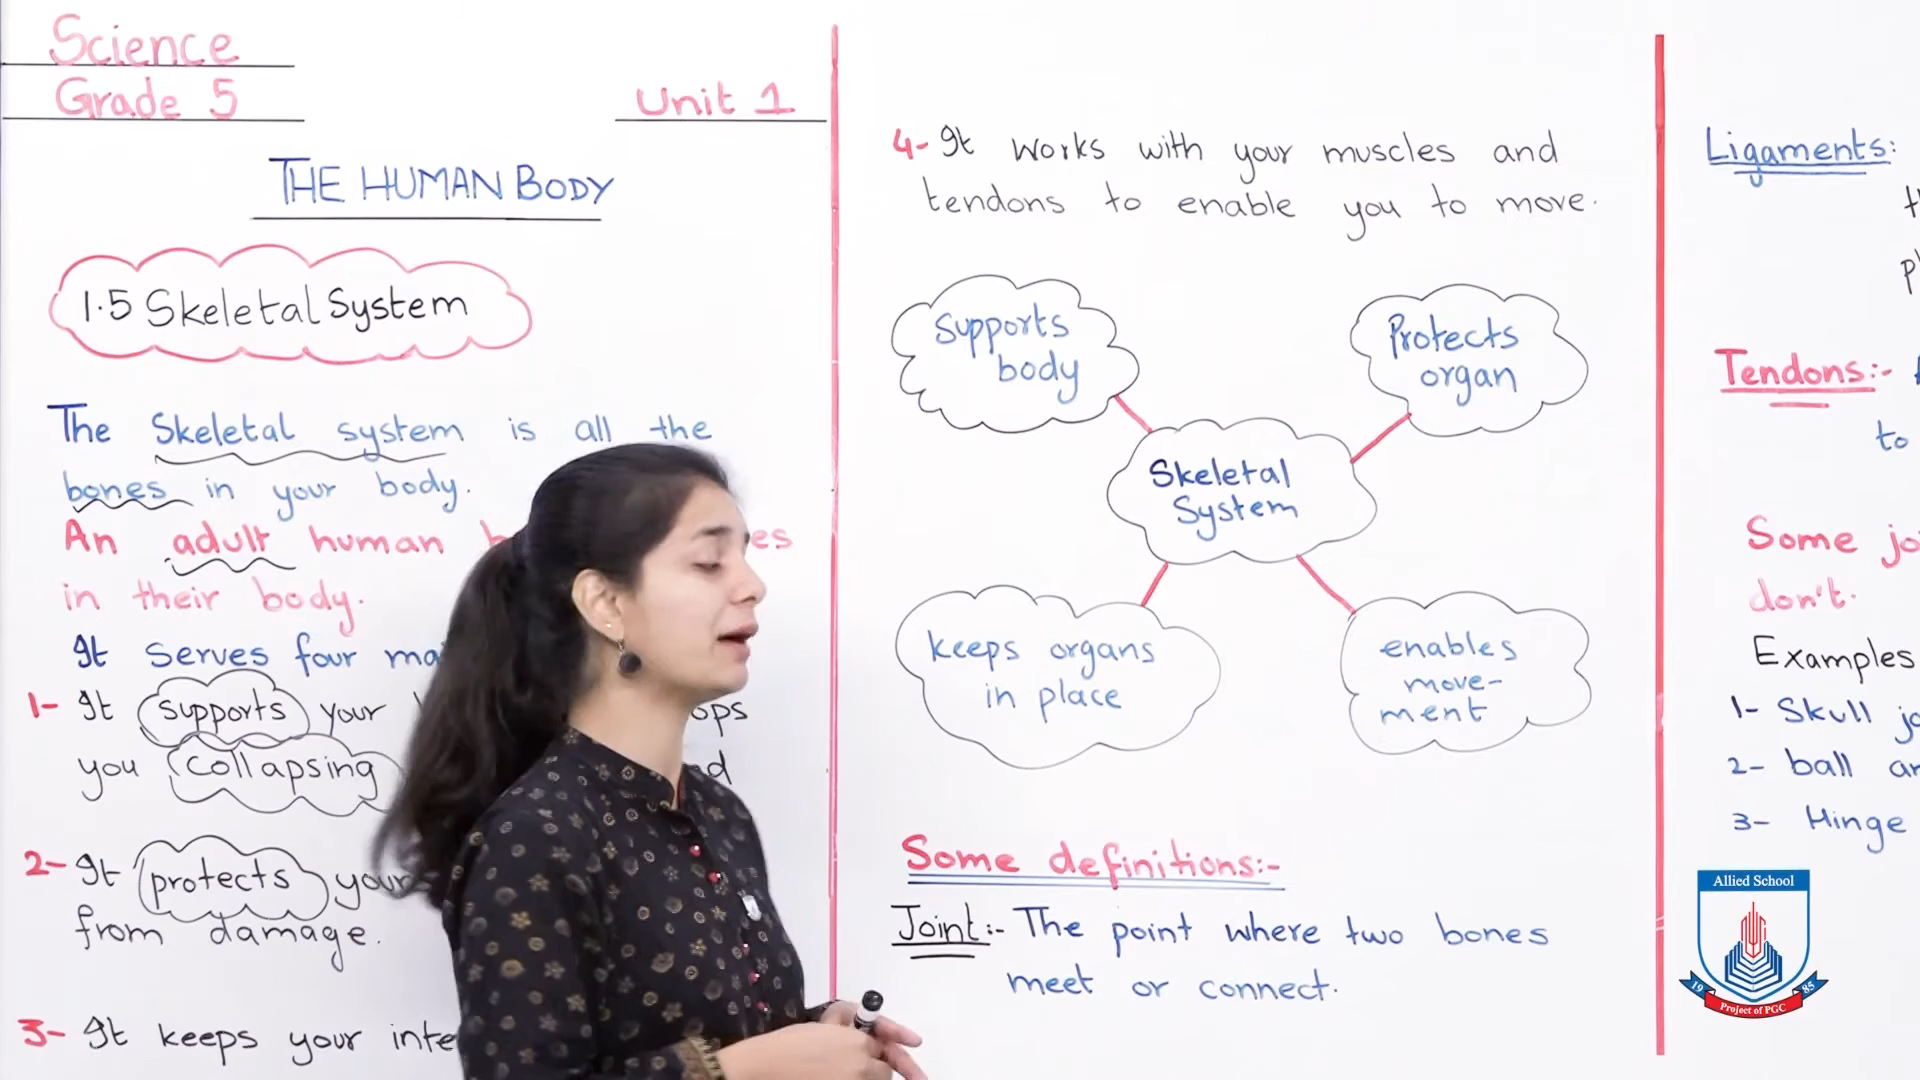 Science
Grade 5
Unit 1
THE HUMAN BODY
1.5 Skeletal System
The Skeletal system is all the
bones in your body.
An adult human
in their body.
It serves four
1- It supports your
you collapsing
2- It protects your
from damage.
3- It keeps your
4- It works with your muscles and
tendons to enable you to move.
Supports
body
Protects
organ
Skeletal
System
keeps organs
in place
enables
move-
ment
Some definitions:-
Joint:- The point where two bones
meet or connect.
Ligaments:
Tendons:-
to
Some
don't.
Examples
1- Skull
2- ball
3- Hinge
Allied School
19 85
Project of PGC